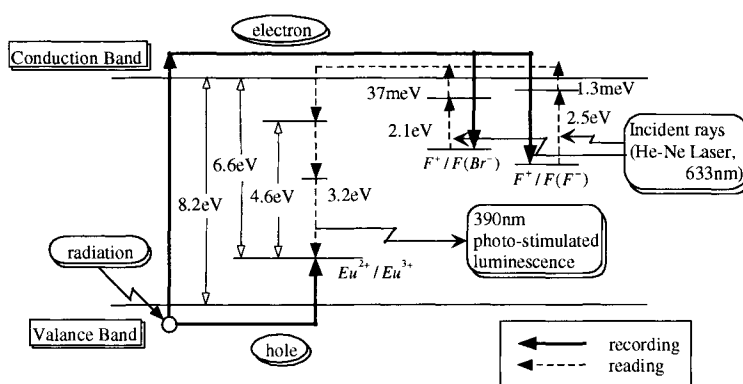 electron
Conduction Band
37meV
1.3meV
2.1eV
2.5eV
Incident rays
(He-Ne Laser,
633nm)
F⁺/F(Br⁻)
F⁺/F(F⁻)
6.6eV
4.6eV
3.2eV
8.2eV
390nm
photo-stimulated
luminescence
radiation
Eu²⁺/Eu³⁺
Valance Band
hole
recording
reading